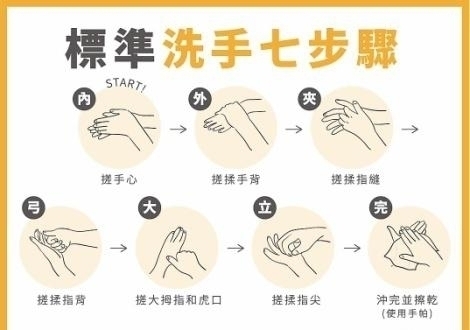 標準洗手七步驟
START!
內 外 夾
搓手心 搓揉手背 搓揉指縫
弓 大 立 完
搓揉指背 搓大拇指和虎口 搓揉指尖 沖完並擦乾
(使用手帕)